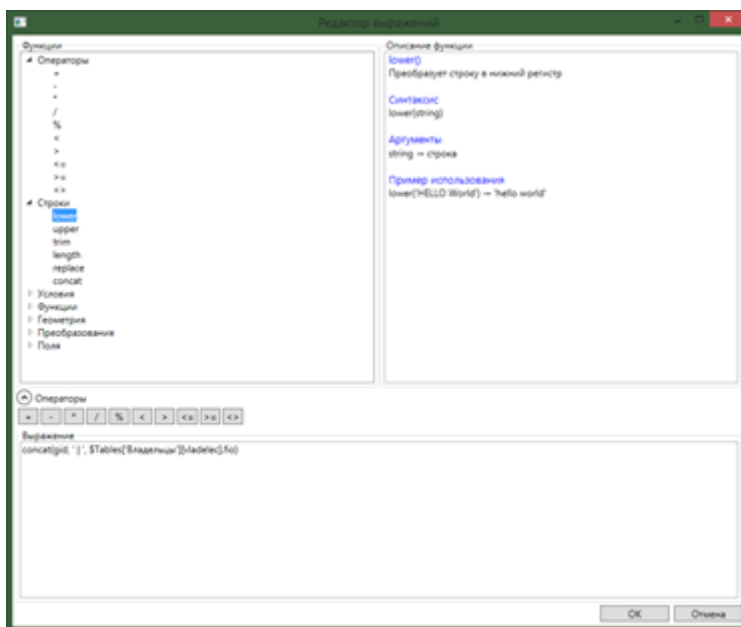 Редактор выражений
Функции
Операторы
+
-
*
/
%
<
>
<=
>=
<>
Строки
lower
upper
trim
length
replace
concat
Условия
Функции
Геометрия
Преобразования
Поля
Описание функции
lower()
Преобразует строку в нижний регистр
Синтаксис
lower(string)
Аргументы
string — строка
Пример использования
lower('HELLO World') — 'hello world'
Операторы
+ - * / % < > <= >= <>
Выражение
concat(gid, ' | ', $Tables['Владельцы'][vladelec].fio)
ОК Отмена